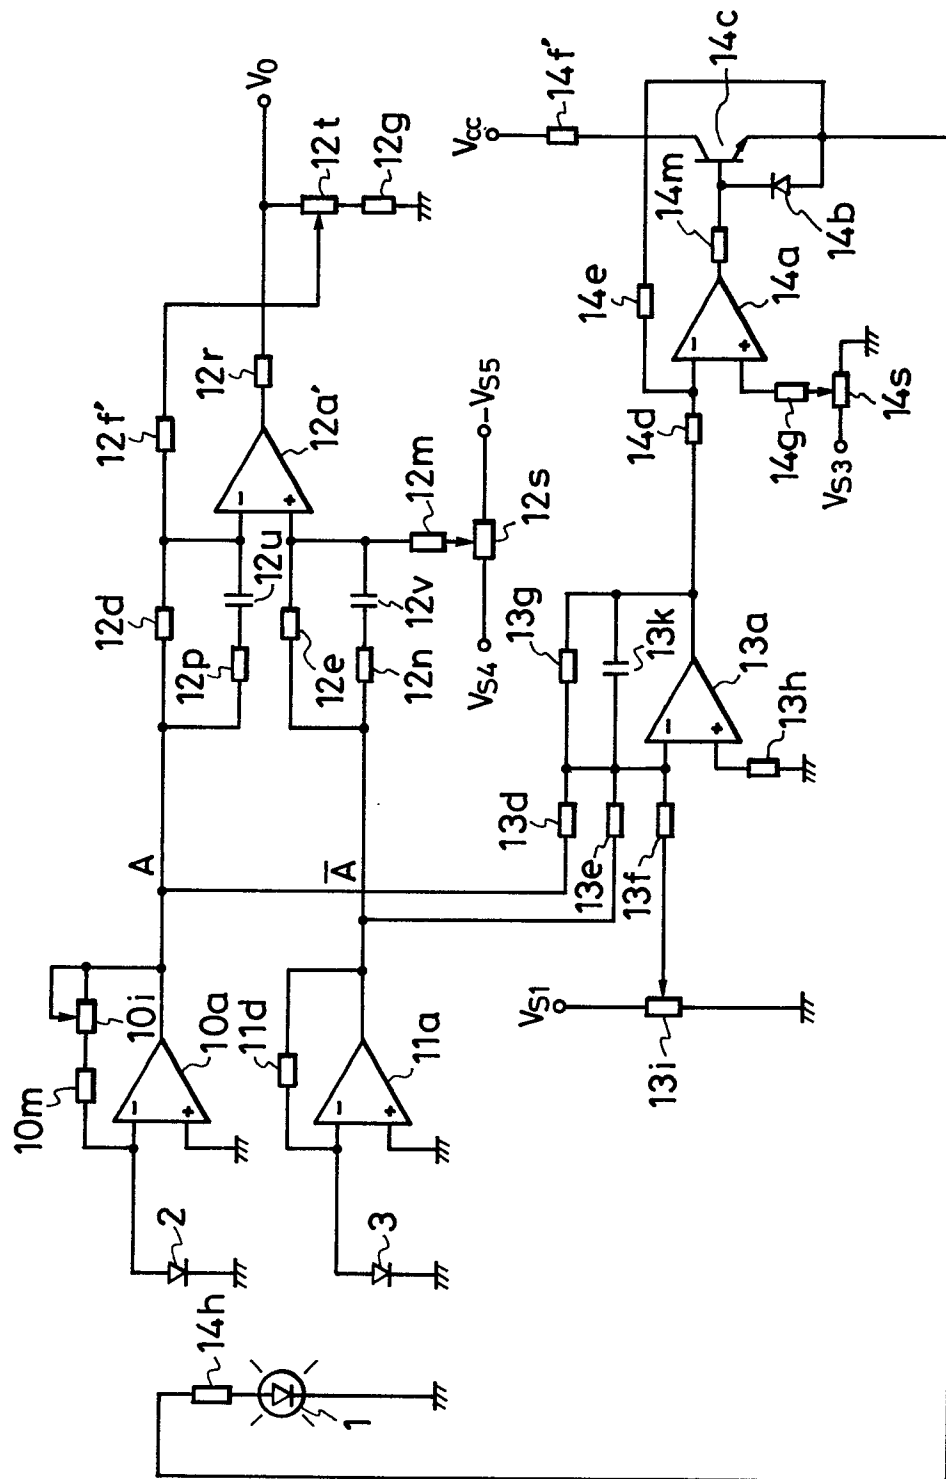 14h
1
2
3
10m
10i
10a
11d
11a
A
A̅
12d
12p
12u
12e
12n
12v
12f'
12a'
12r
12m
12s
VS4
-VS5
VO
12t
12g
VS1
13i
13d
13e
13f
13g
13k
13a
13h
14d
14e
14g
14s
VS3
14a
14m
14b
14c
14f'
VCC
-
+
-
+
-
+
-
+
-
+